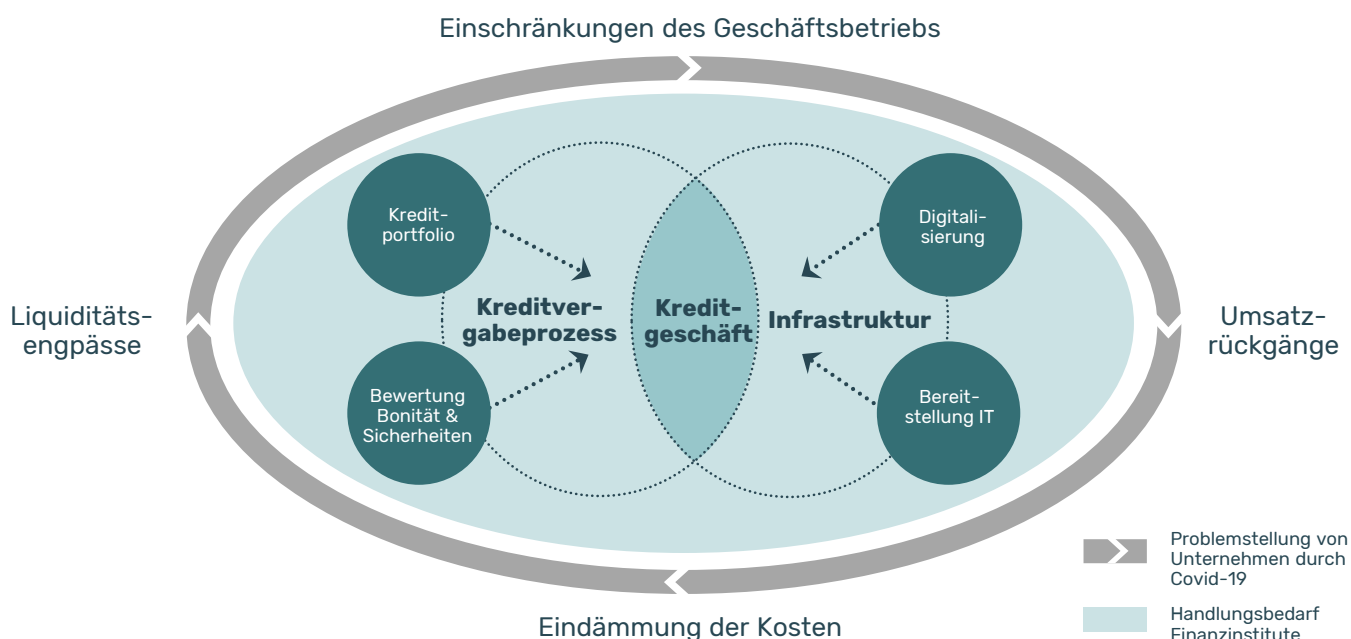 Einschränkungen des Geschäftsbetriebs
Kredit-
portfolio
Digitali-
sierung
Liquiditäts-
engpässe
Kreditver-
gabeprozess
Kredit-
geschäft
Infrastruktur
Umsatz-
rückgänge
Bewertung
Bonität &
Sicherheiten
Bereit-
stellung IT
Eindämmung der Kosten
Problemstellung von
Unternehmen durch
Covid-19
Handlungsbedarf
Finanzinstitute